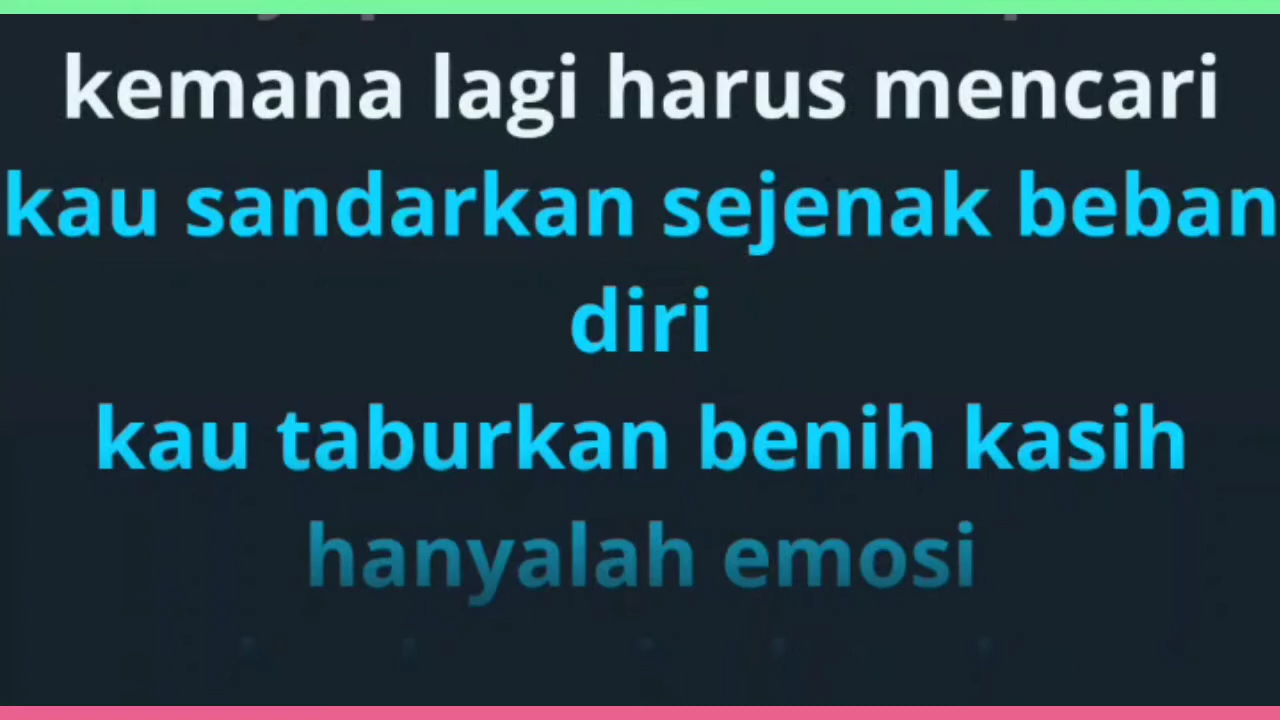 kemana lagi harus mencari
kau sandarkan sejenak beban
diri
kau taburkan benih kasih
hanyalah emosi